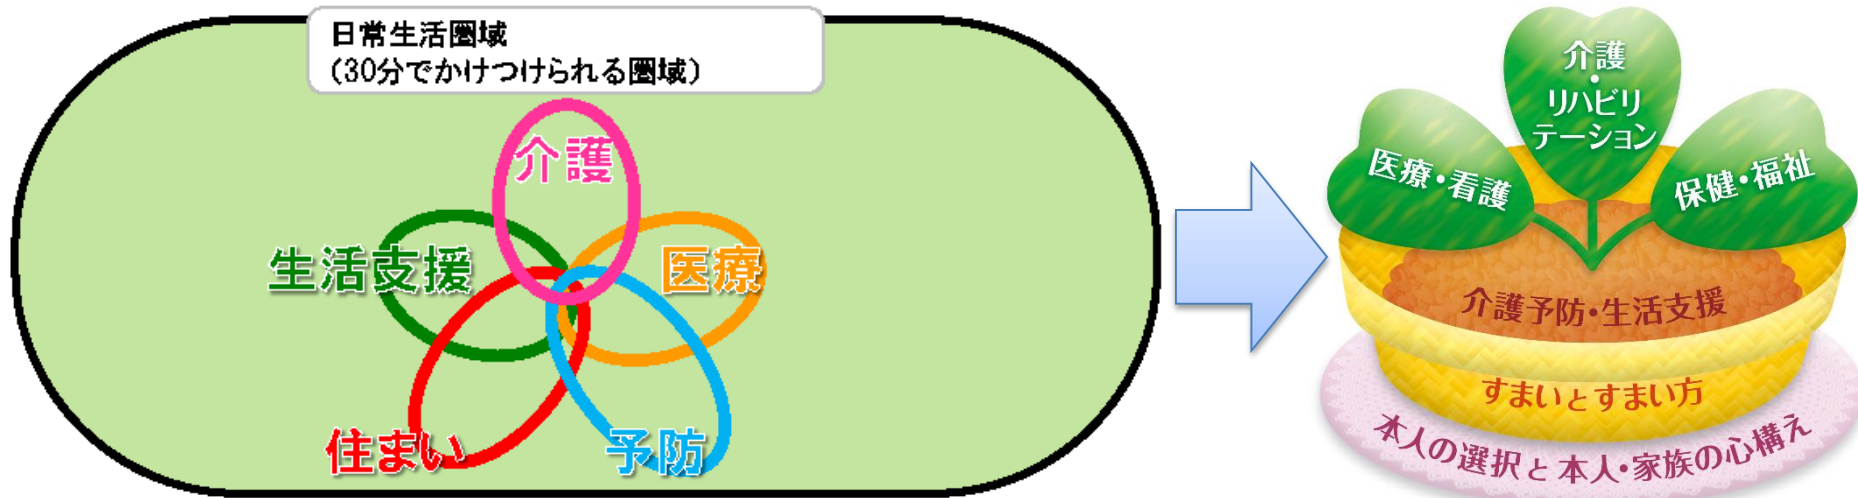 日常生活圏域
（30分でかけつけられる圏域）
介護
生活支援
医療
住まい
予防
介護
・
リハビリ
テーション
医療・看護
保健・福祉
介護予防・生活支援
すまいとすまい方
本人の選択と本人・家族の心構え